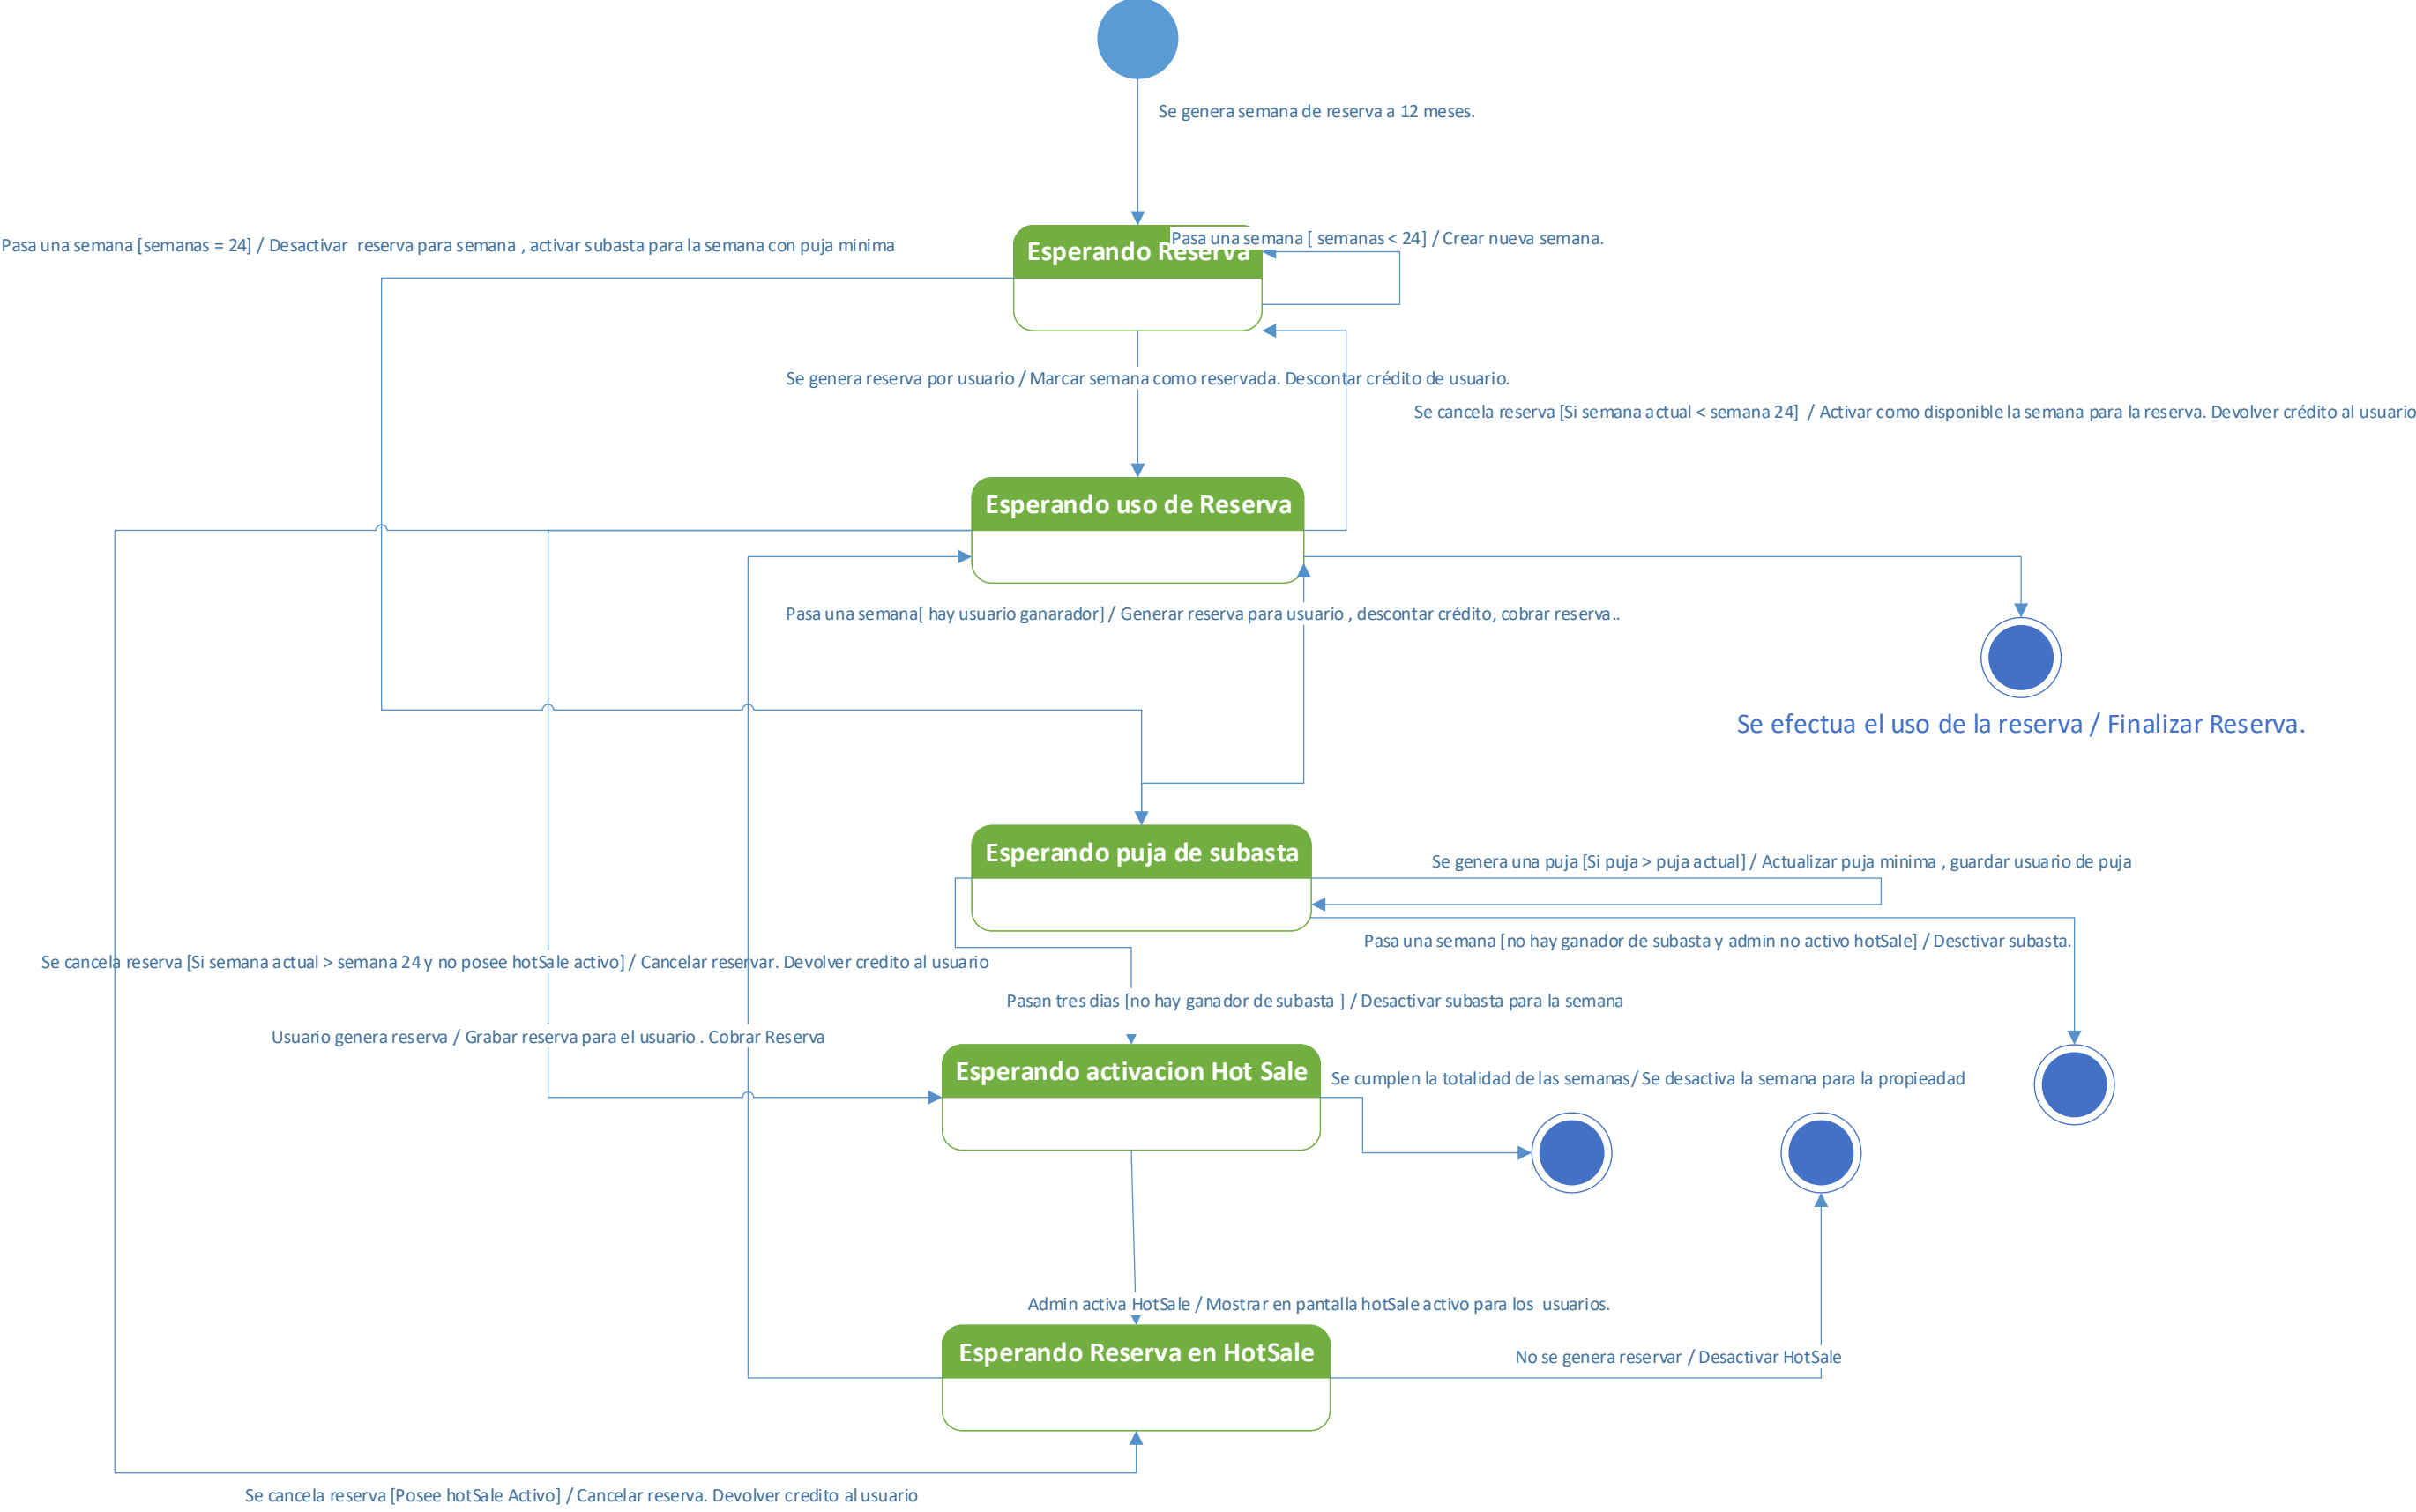 Se genera semana de reserva a 12 meses.
Pasa una semana [semanas = 24] / Desactivar reserva para semana , activar subasta para la semana con puja minima
Pasa una semana [ semanas < 24] / Crear nueva semana.
Esperando Reserva
Se genera reserva por usuario / Marcar semana como reservada. Descontar crédito de usuario.
Se cancela reserva [Si semana actual < semana 24] / Activar como disponible la semana para la reserva. Devolver crédito al usuario
Esperando uso de Reserva
Pasa una semana[ hay usuario ganarador] / Generar reserva para usuario , descontar crédito, cobrar reserva..
Se efectua el uso de la reserva / Finalizar Reserva.
Esperando puja de subasta
Se genera una puja [Si puja > puja actual] / Actualizar puja minima , guardar usuario de puja
Pasa una semana [no hay ganador de subasta y admin no activo hotSale] / Desctivar subasta.
Se cancela reserva [Si semana actual > semana 24 y no posee hotSale activo] / Cancelar reservar. Devolver credito al usuario
Pasan tres dias [no hay ganador de subasta ] / Desactivar subasta para la semana
Usuario genera reserva / Grabar reserva para el usuario . Cobrar Reserva
Esperando activacion Hot Sale
Se cumplen la totalidad de las semanas/ Se desactiva la semana para la propieadad
Admin activa HotSale / Mostrar en pantalla hotSale activo para los usuarios.
Esperando Reserva en HotSale
No se genera reservar / Desactivar HotSale
Se cancela reserva [Posee hotSale Activo] / Cancelar reserva. Devolver credito al usuario